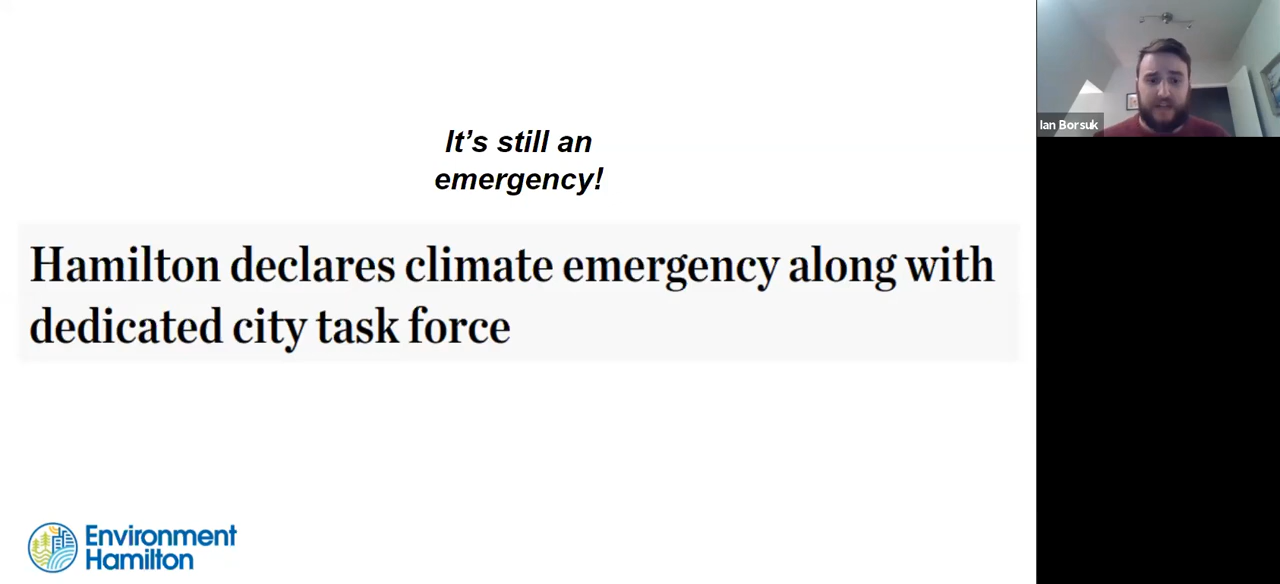 It's still an
emergency!
Hamilton declares climate emergency along with
dedicated city task force
Environment
Hamilton
Ian Borsuk